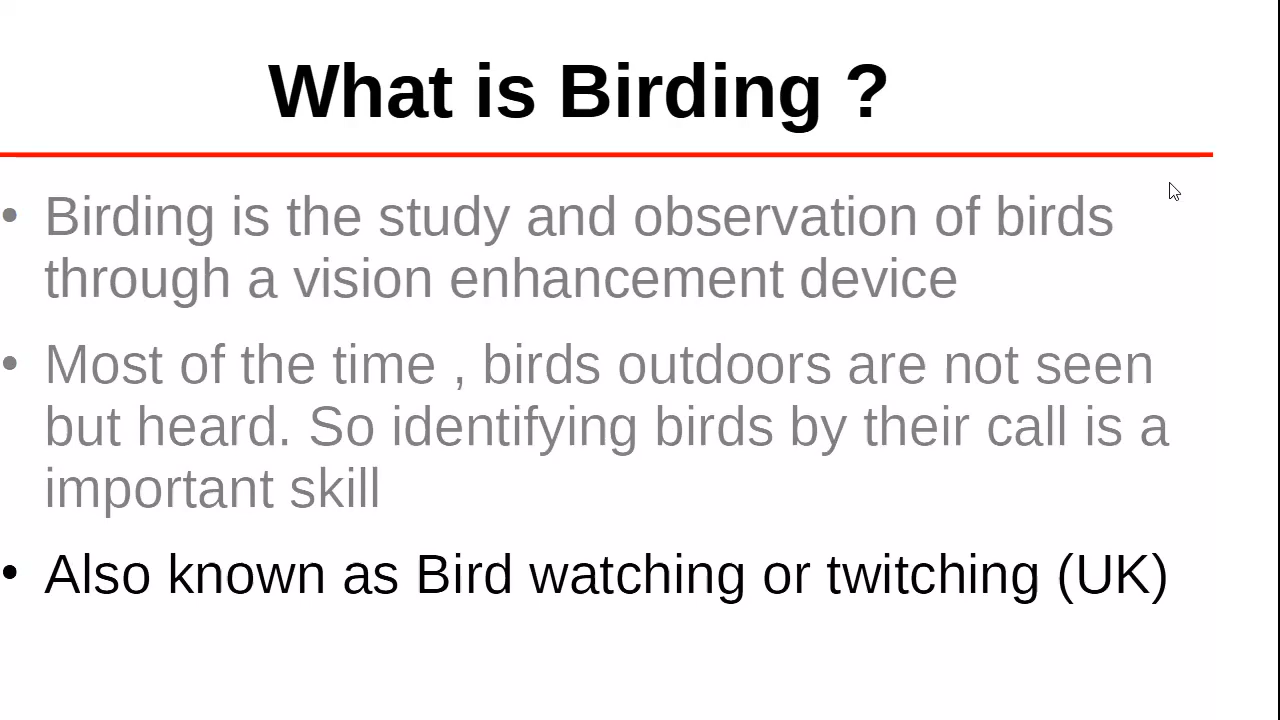 What is Birding ?
• Birding is the study and observation of birds
through a vision enhancement device
• Most of the time , birds outdoors are not seen
but heard. So identifying birds by their call is a
important skill
• Also known as Bird watching or twitching (UK)